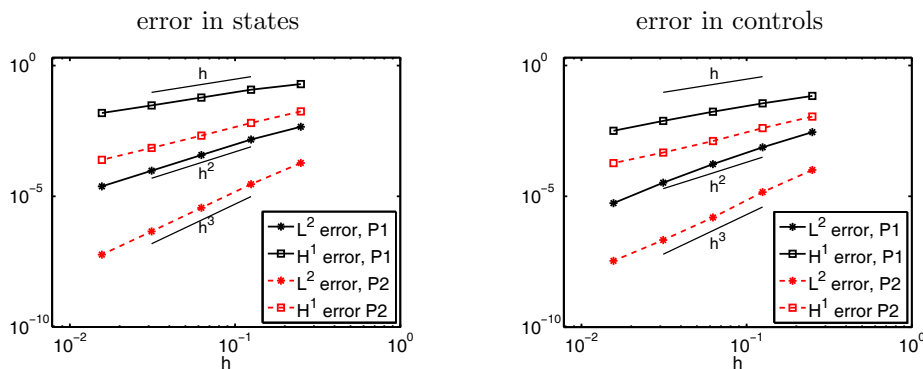 error in states
10^0
10^-5
10^-10
10^-2
10^-1
10^0
h
h
h^2
h^3
L^2 error, P1
H^1 error, P1
L^2 error, P2
H^1 error P2
error in controls
10^0
10^-5
10^-10
10^-2
10^-1
10^0
h
h
h^2
h^3
L^2 error, P1
H^1 error, P1
L^2 error, P2
H^1 error P2